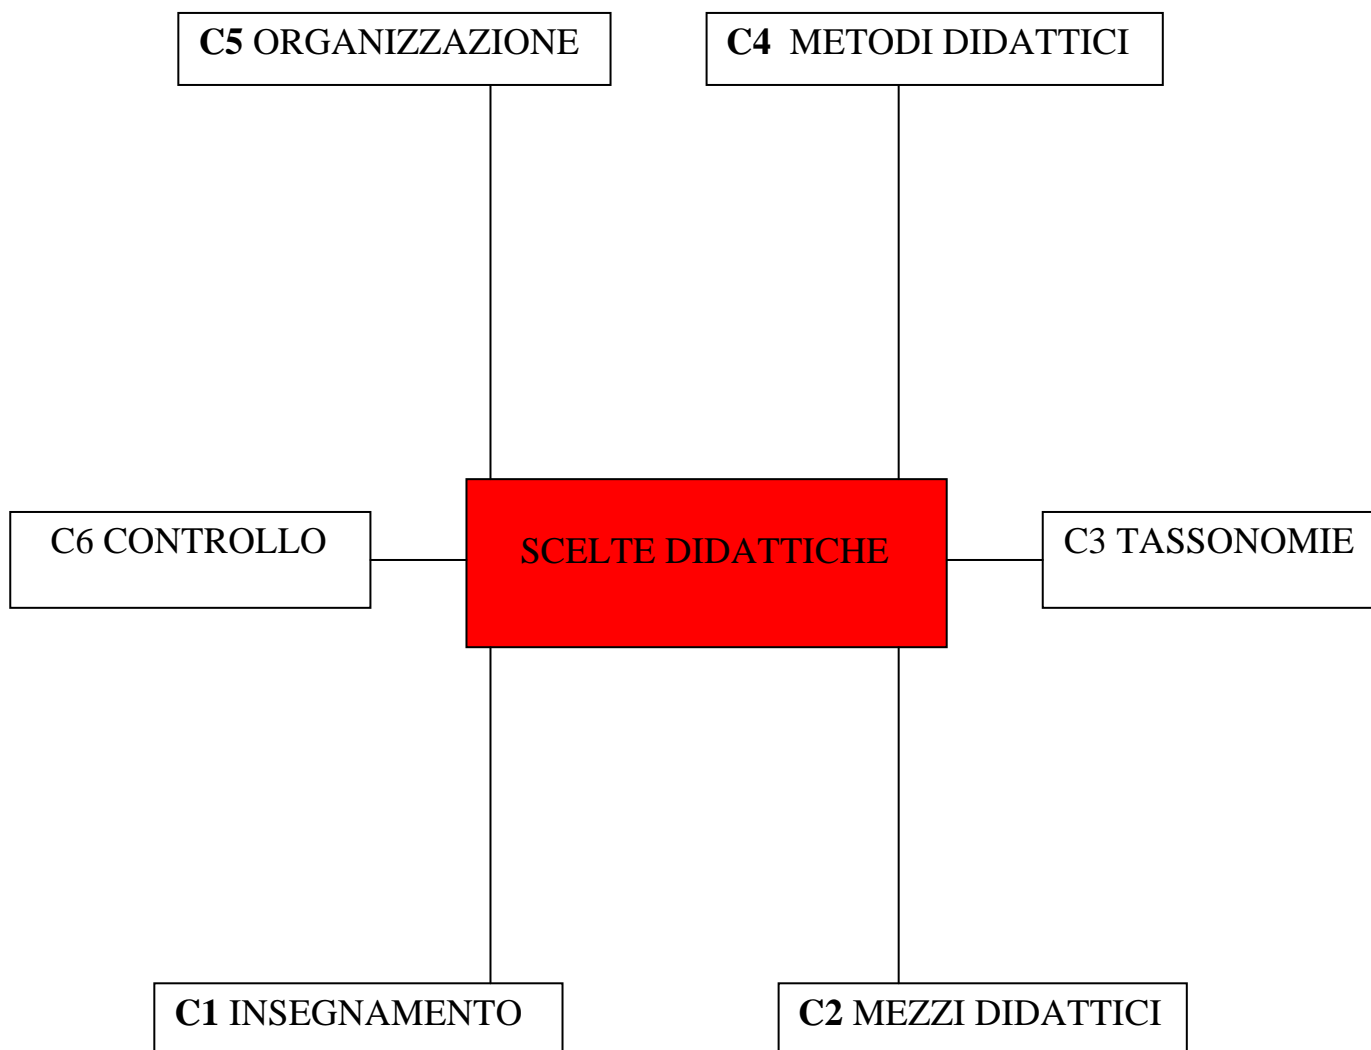 C5 ORGANIZZAZIONE
C4 METODI DIDATTICI
C6 CONTROLLO
SCELTE DIDATTICHE
C3 TASSONOMIE
C1 INSEGNAMENTO
C2 MEZZI DIDATTICI